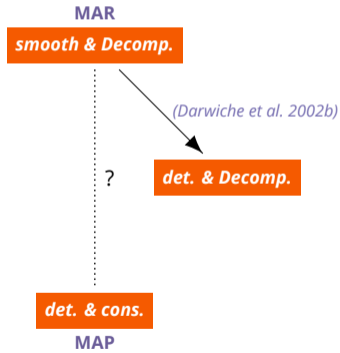 MAR
smooth & Decomp.
(Darwiche et al. 2002b)
?
det. & Decomp.
det. & cons.
MAP